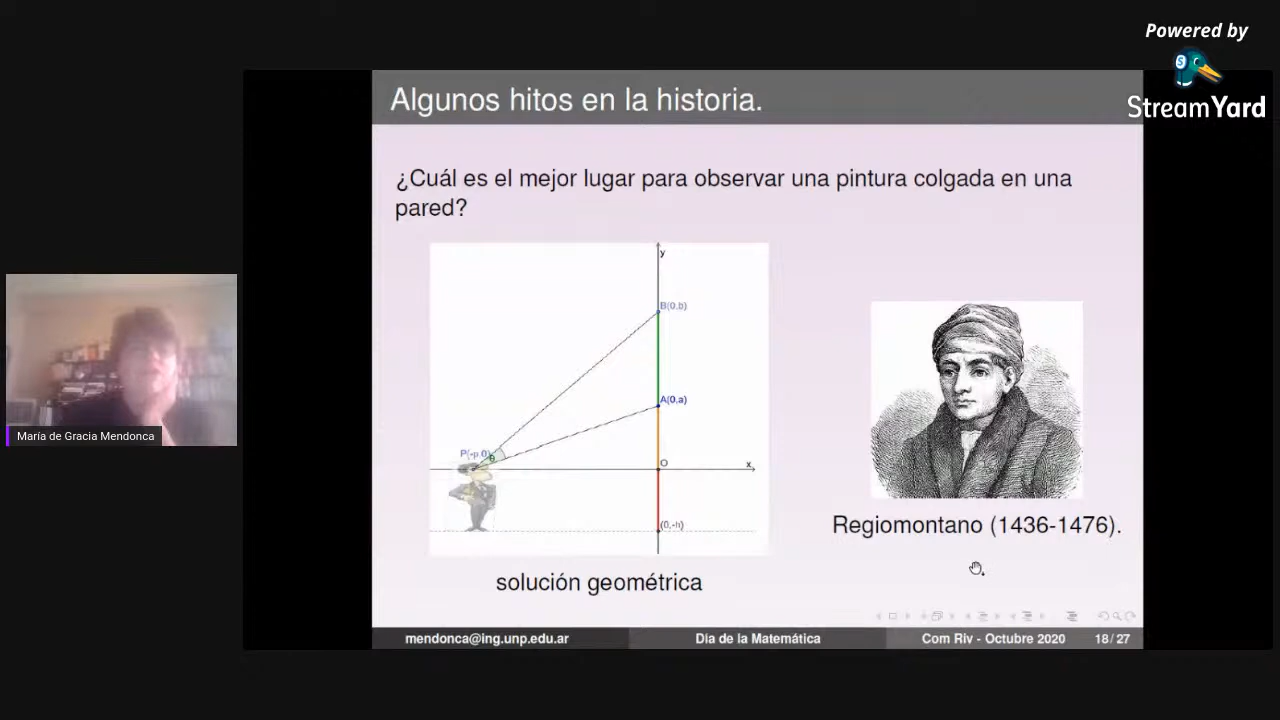 Powered by
StreamYard
Algunos hitos en la historia.
¿Cuál es el mejor lugar para observar una pintura colgada en una
pared?
y
B(0,b)
A(0,a)
P(-p,0)
θ
O
x
(0,-h)
María de Gracia Mendonca
Regiomontano (1436-1476).
solución geométrica
mendonca@ing.unp.edu.ar
Dia de la Matemática
Com Riv - Octubre 2020
18/27